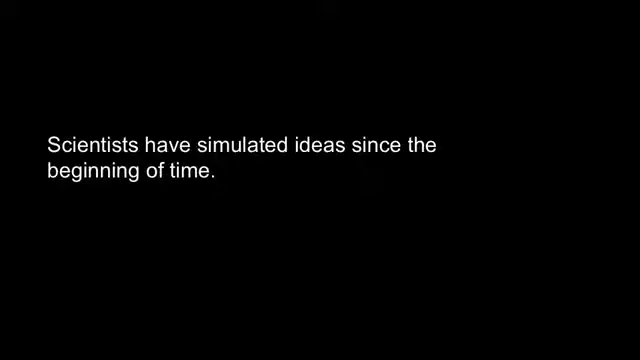 Scientists have simulated ideas since the
beginning of time.